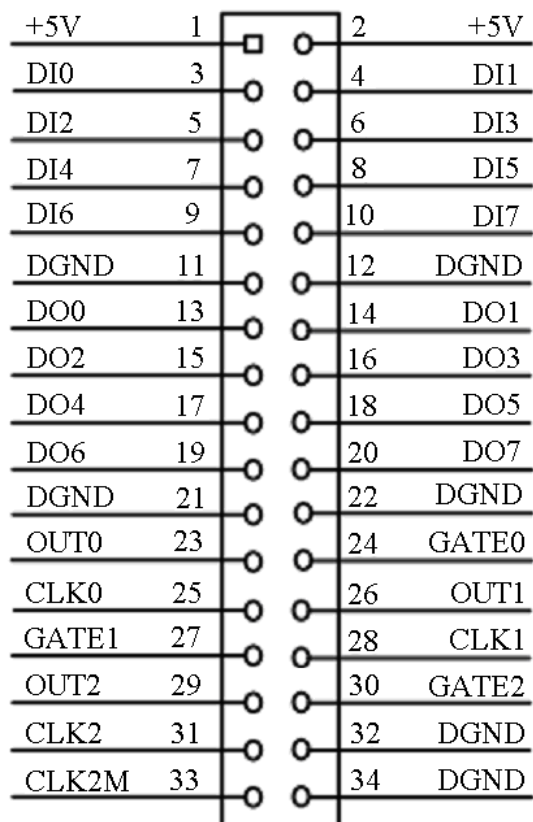 +5V 1 2 +5V
DI0 3 4 DI1
DI2 5 6 DI3
DI4 7 8 DI5
DI6 9 10 DI7
DGND 11 12 DGND
DO0 13 14 DO1
DO2 15 16 DO3
DO4 17 18 DO5
DO6 19 20 DO7
DGND 21 22 DGND
OUT0 23 24 GATE0
CLK0 25 26 OUT1
GATE1 27 28 CLK1
OUT2 29 30 GATE2
CLK2 31 32 DGND
CLK2M 33 34 DGND